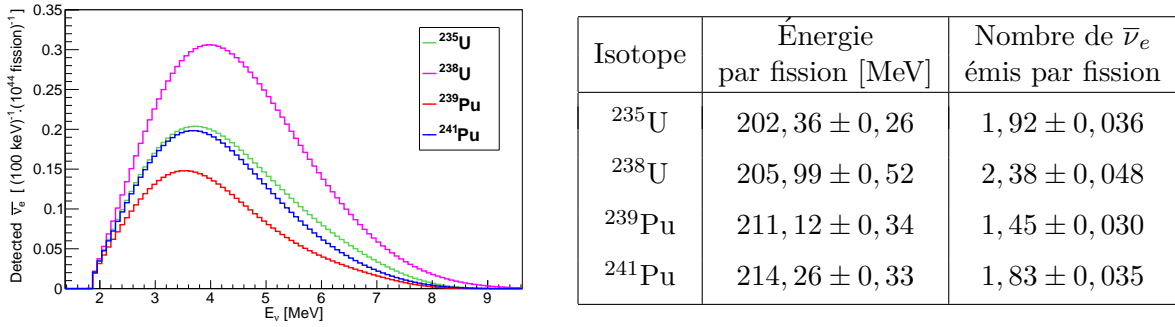 Detected ν̅ₑ [ (100 keV)⁻¹.(10⁴⁴ fission)⁻¹ ]
0.35
0.3
0.25
0.2
0.15
0.1
0.05
0
2 3 4 5 6 7 8 9
Eᵥ [MeV]
²³⁵U
²³⁸U
²³⁹Pu
²⁴¹Pu
Isotope Énergie par fission [MeV] Nombre de ν̅ₑ émis par fission
²³⁵U 202, 36 ± 0, 26 1, 92 ± 0, 036
²³⁸U 205, 99 ± 0, 52 2, 38 ± 0, 048
²³⁹Pu 211, 12 ± 0, 34 1, 45 ± 0, 030
²⁴¹Pu 214, 26 ± 0, 33 1, 83 ± 0, 035